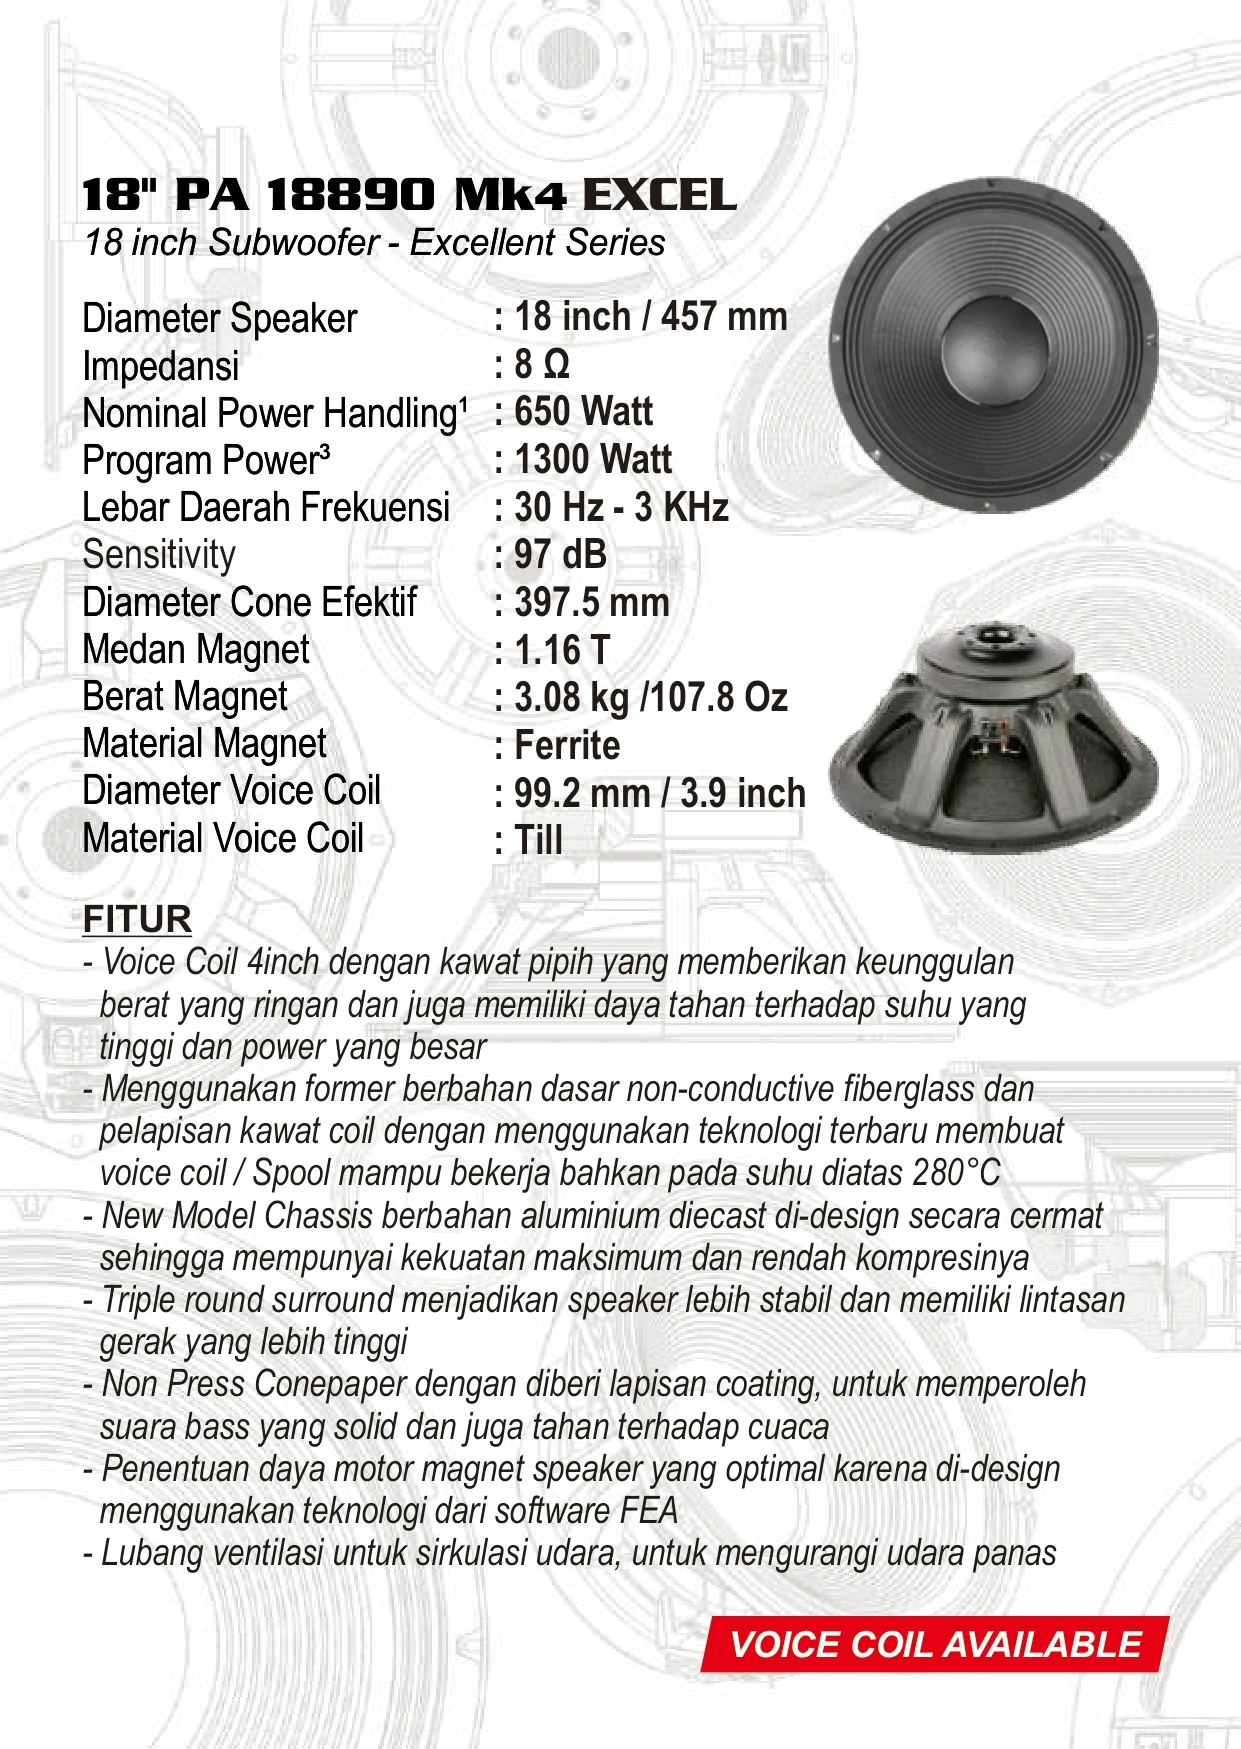 18" PA 18890 Mk4 EXCEL
18 inch Subwoofer - Excellent Series
Diameter Speaker : 18 inch / 457 mm
Impedansi : 8 Ω
Nominal Power Handling¹ : 650 Watt
Program Power³ : 1300 Watt
Lebar Daerah Frekuensi : 30 Hz - 3 KHz
Sensitivity : 97 dB
Diameter Cone Efektif : 397.5 mm
Medan Magnet : 1.16 T
Berat Magnet : 3.08 kg /107.8 Oz
Material Magnet : Ferrite
Diameter Voice Coil : 99.2 mm / 3.9 inch
Material Voice Coil : Till
FITUR
- Voice Coil 4inch dengan kawat pipih yang memberikan keunggulan
berat yang ringan dan juga memiliki daya tahan terhadap suhu yang
tinggi dan power yang besar
- Menggunakan former berbahan dasar non-conductive fiberglass dan
pelapisan kawat coil dengan menggunakan teknologi terbaru membuat
voice coil / Spool mampu bekerja bahkan pada suhu diatas 280°C
- New Model Chassis berbahan aluminium diecast di-design secara cermat
sehingga mempunyai kekuatan maksimum dan rendah kompresinya
- Triple round surround menjadikan speaker lebih stabil dan memiliki lintasan
gerak yang lebih tinggi
- Non Press Conepaper dengan diberi lapisan coating, untuk memperoleh
suara bass yang solid dan juga tahan terhadap cuaca
- Penentuan daya motor magnet speaker yang optimal karena di-design
menggunakan teknologi dari software FEA
- Lubang ventilasi untuk sirkulasi udara, untuk mengurangi udara panas
VOICE COIL AVAILABLE